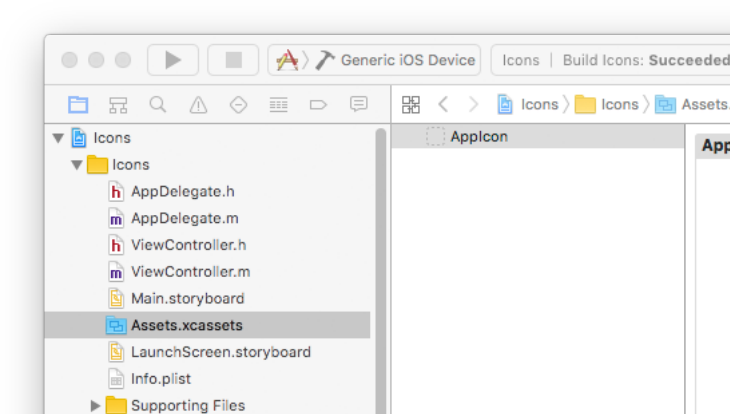 Generic iOS Device
Icons | Build Icons: Succeeded
Icons Icons Assets.
Icons
Icons
h AppDelegate.h
m AppDelegate.m
h ViewController.h
m ViewController.m
Main.storyboard
Assets.xcassets
LaunchScreen.storyboard
Info.plist
Supporting Files
AppIcon
App